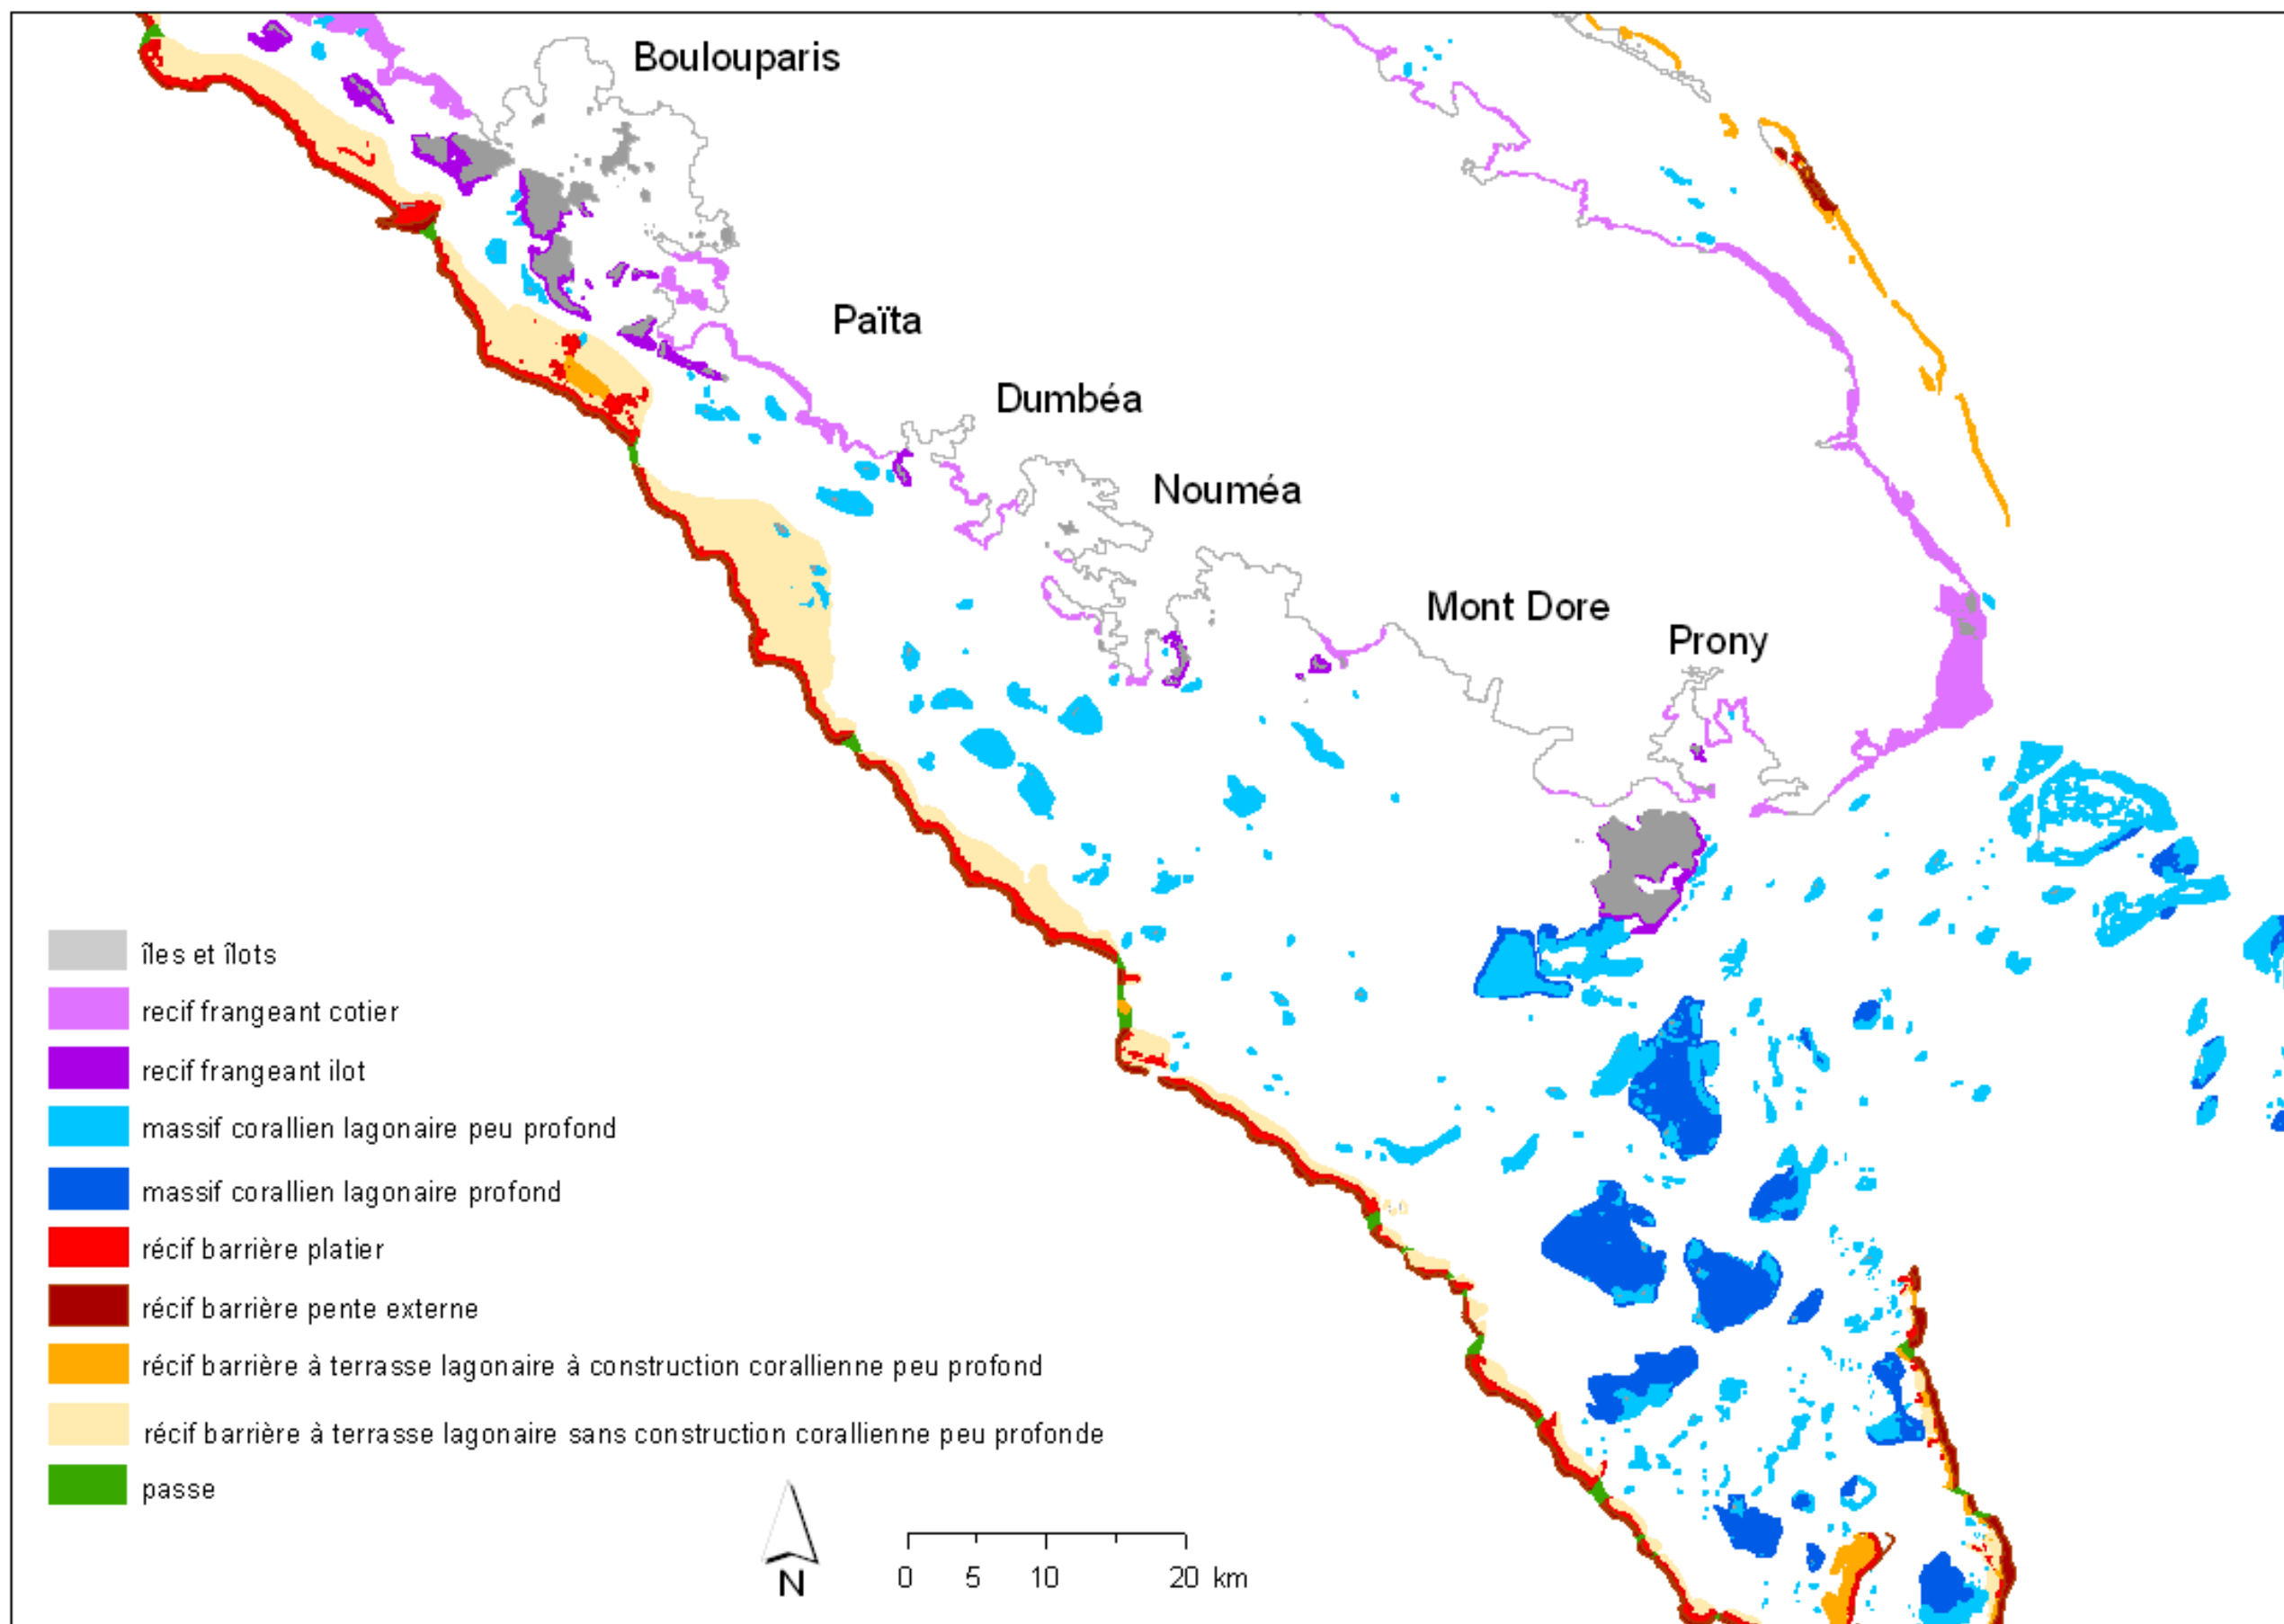 Boulouparis
Païta
Dumbéa
Nouméa
Mont Dore
Prony
îles et îlots
recif frangeant cotier
recif frangeant ilot
massif corallien lagonaire peu profond
massif corallien lagonaire profond
récif barrière platier
récif barrière pente externe
récif barrière à terrasse lagonaire à construction corallienne peu profond
récif barrière à terrasse lagonaire sans construction corallienne peu profonde
passe
N
0 5 10 20 km